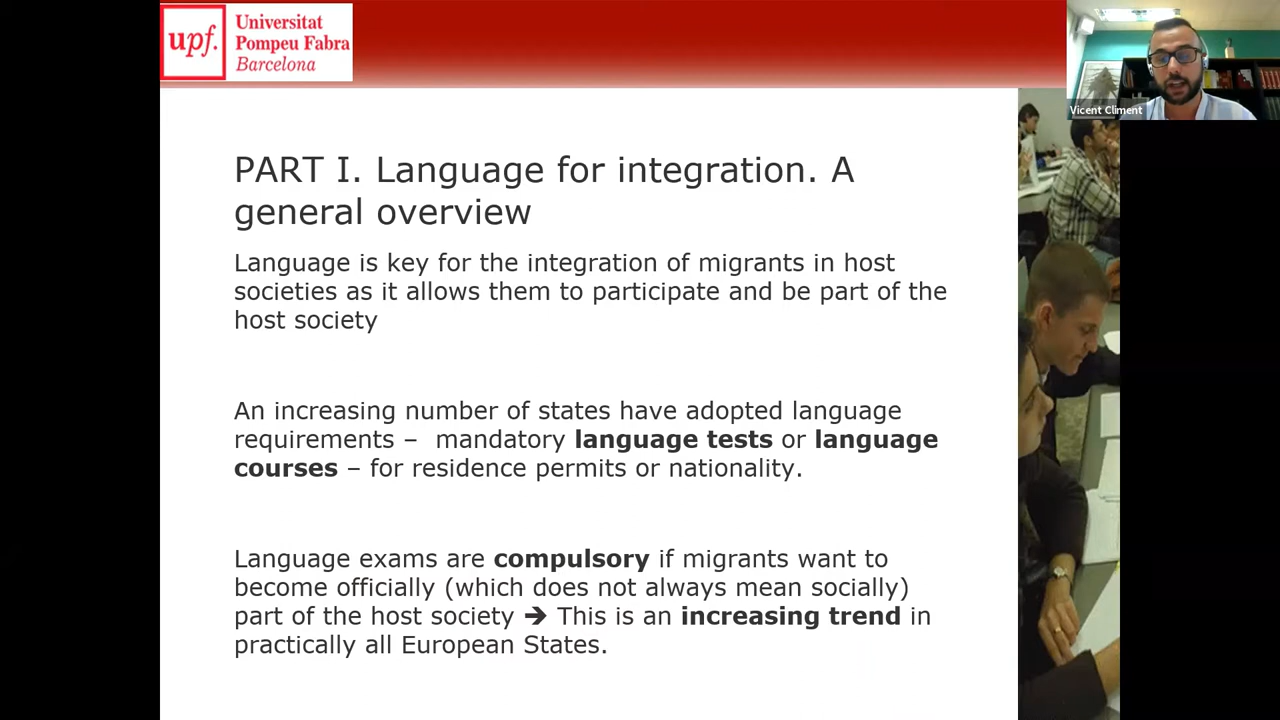 upf.
Universitat
Pompeu Fabra
Barcelona
Vicent Climent
PART I. Language for integration. A
general overview
Language is key for the integration of migrants in host
societies as it allows them to participate and be part of the
host society
An increasing number of states have adopted language
requirements –  mandatory language tests or language
courses – for residence permits or nationality.
Language exams are compulsory if migrants want to
become officially (which does not always mean socially)
part of the host society ➔ This is an increasing trend in
practically all European States.